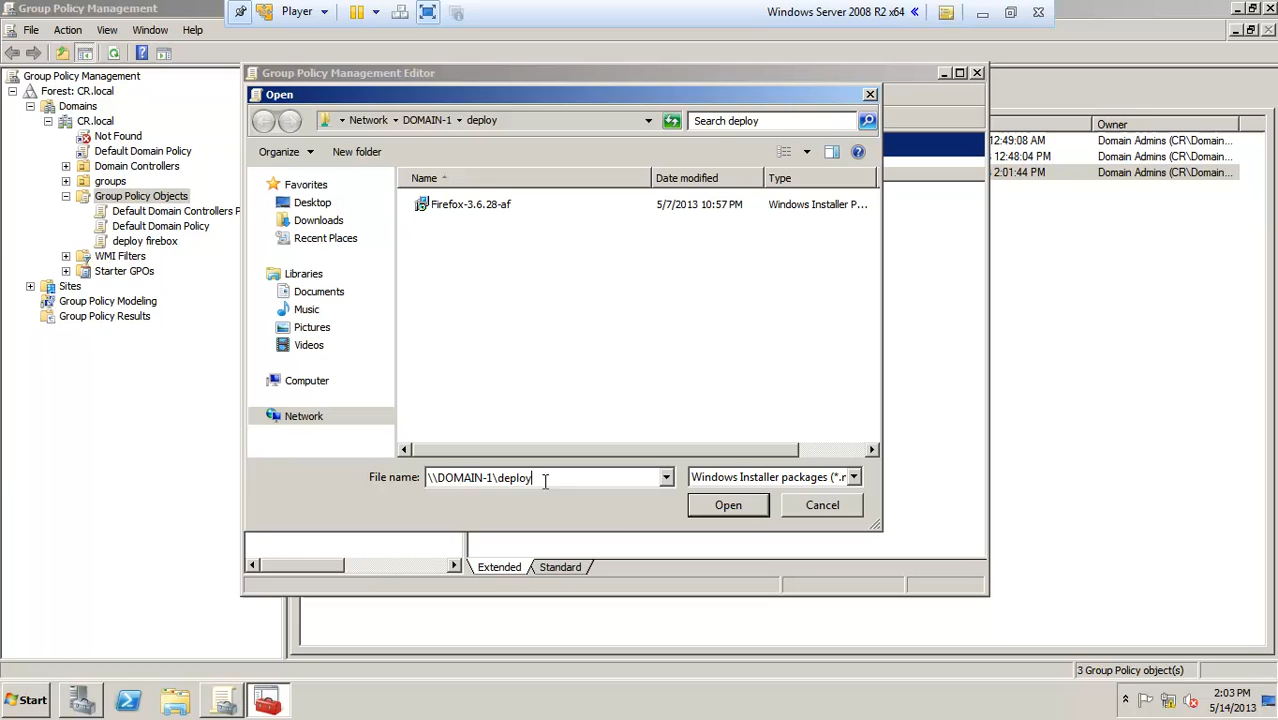 Group Policy Management
Player
Windows Server 2008 R2 x64
File Action View Window Help
Group Policy Management
Forest: CR.local
Domains
CR.local
Not Found
Default Domain Policy
Domain Controllers
groups
Group Policy Objects
Default Domain Controllers P
Default Domain Policy
deploy firebox
WMI Filters
Starter GPOs
Sites
Group Policy Modeling
Group Policy Results
Group Policy Management Editor
Open
Network DOMAIN-1 deploy
Search deploy
Organize New folder
Favorites
Desktop
Downloads
Recent Places
Libraries
Documents
Music
Pictures
Videos
Computer
Network
Name Date modified Type
Firefox-3.6.28-af 5/7/2013 10:57 PM Windows Installer P...
File name: \\DOMAIN-1\deploy
Windows Installer packages (*.r
Open Cancel
Extended Standard
Owner
12:49:08 AM Domain Admins (CR\Domain...
12:48:04 PM Domain Admins (CR\Domain...
2:01:44 PM Domain Admins (CR\Domain...
3 Group Policy object(s)
Start
2:03 PM
5/14/2013